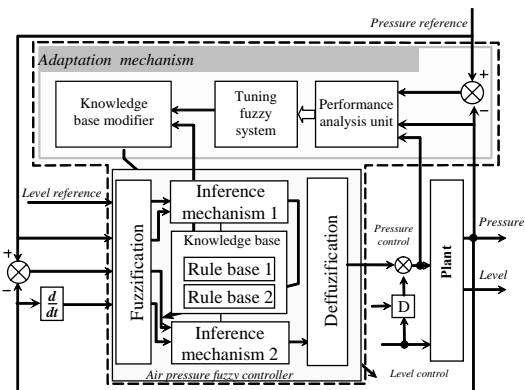 Pressure reference
Adaptation mechanism
+
−
Knowledge
base modifier
Tuning
fuzzy
system
Performance
analysis unit
Level reference
Fuzzification
Inference
mechanism 1
Knowledge base
Rule base 1
Rule base 2
Inference
mechanism 2
Deffuzification
Air pressure fuzzy controller
+
−
d
dt
Pressure
control
D
Plant
Pressure
Level
Level control